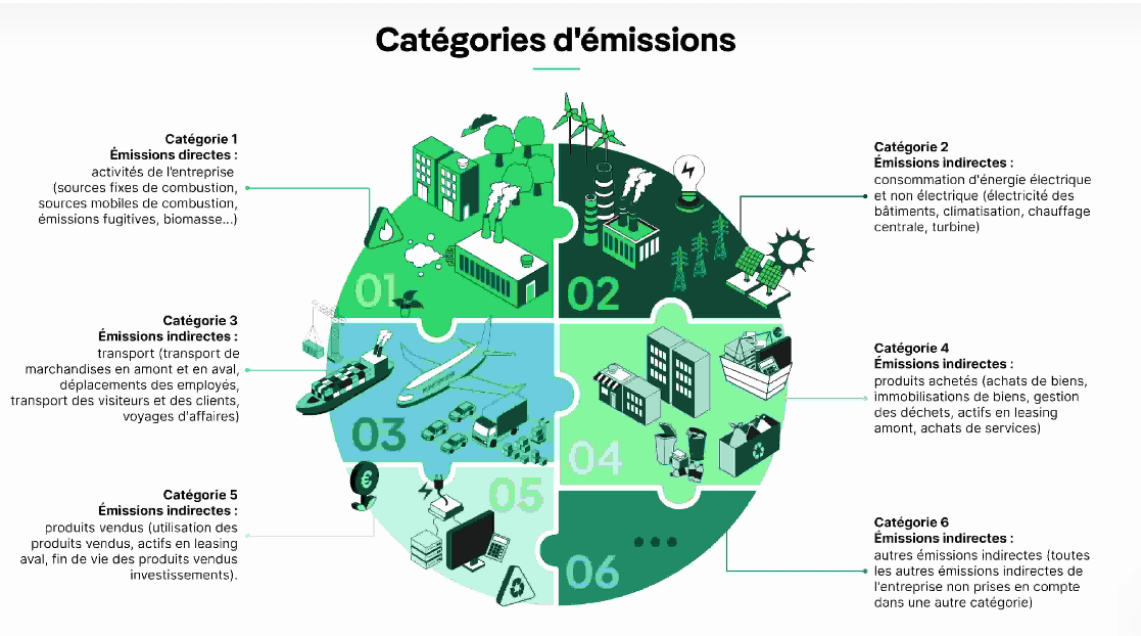 Catégories d'émissions
Catégorie 1
Émissions directes :
activités de l'entreprise
(sources fixes de combustion,
sources mobiles de combustion,
émissions fugitives, biomasse...)
Catégorie 2
Émissions indirectes :
consommation d'énergie électrique
et non électrique (électricité des
bâtiments, climatisation, chauffage
centrale, turbine)
01
02
Catégorie 3
Émissions indirectes :
transport (transport de
marchandises en amont et en aval,
déplacements des employés,
transport des visiteurs et des clients,
voyages d'affaires)
Catégorie 4
Émissions indirectes :
produits achetés (achats de biens,
immobilisations de biens, gestion
des déchets, actifs en leasing
amont, achats de services)
03
04
Catégorie 5
Émissions indirectes :
produits vendus (utilisation des
produits vendus, actifs en leasing
aval, fin de vie des produits vendus
investissements).
€
05
06
Catégorie 6
Émissions indirectes :
autres émissions indirectes (toutes
les autres émissions indirectes de
l'entreprise non prises en compte
dans une autre catégorie)